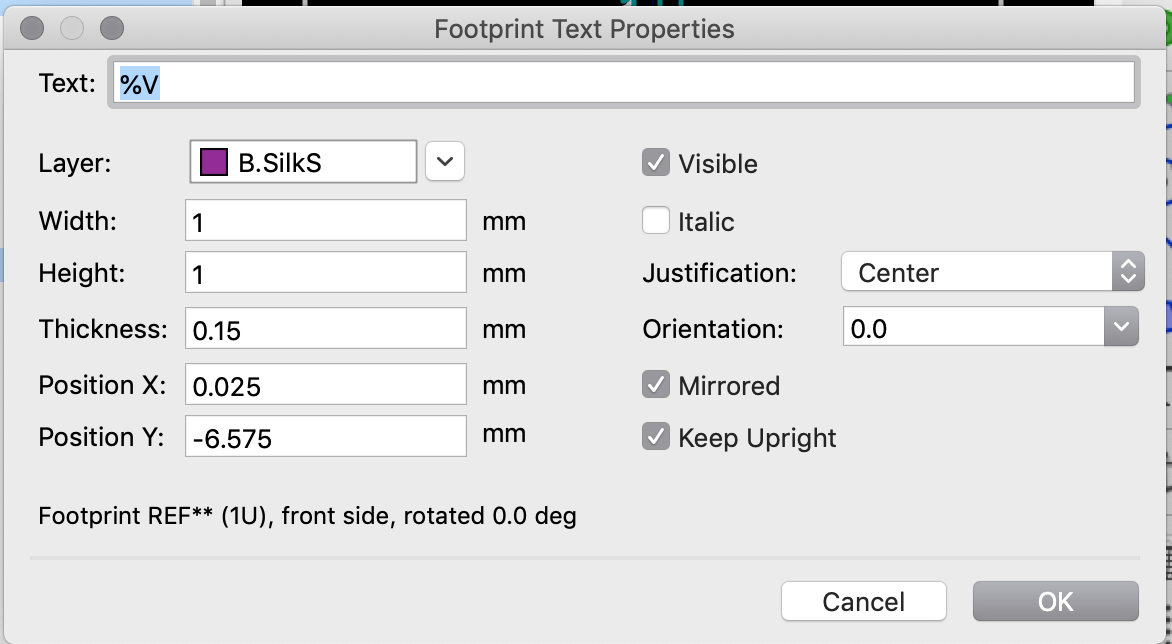 Footprint Text Properties
Text: %V
Layer: B.SilkS
Visible
Width: 1 mm
Italic
Height: 1 mm
Justification: Center
Thickness: 0.15 mm
Orientation: 0.0
Position X: 0.025 mm
Mirrored
Position Y: -6.575 mm
Keep Upright
Footprint REF** (1U), front side, rotated 0.0 deg
Cancel OK